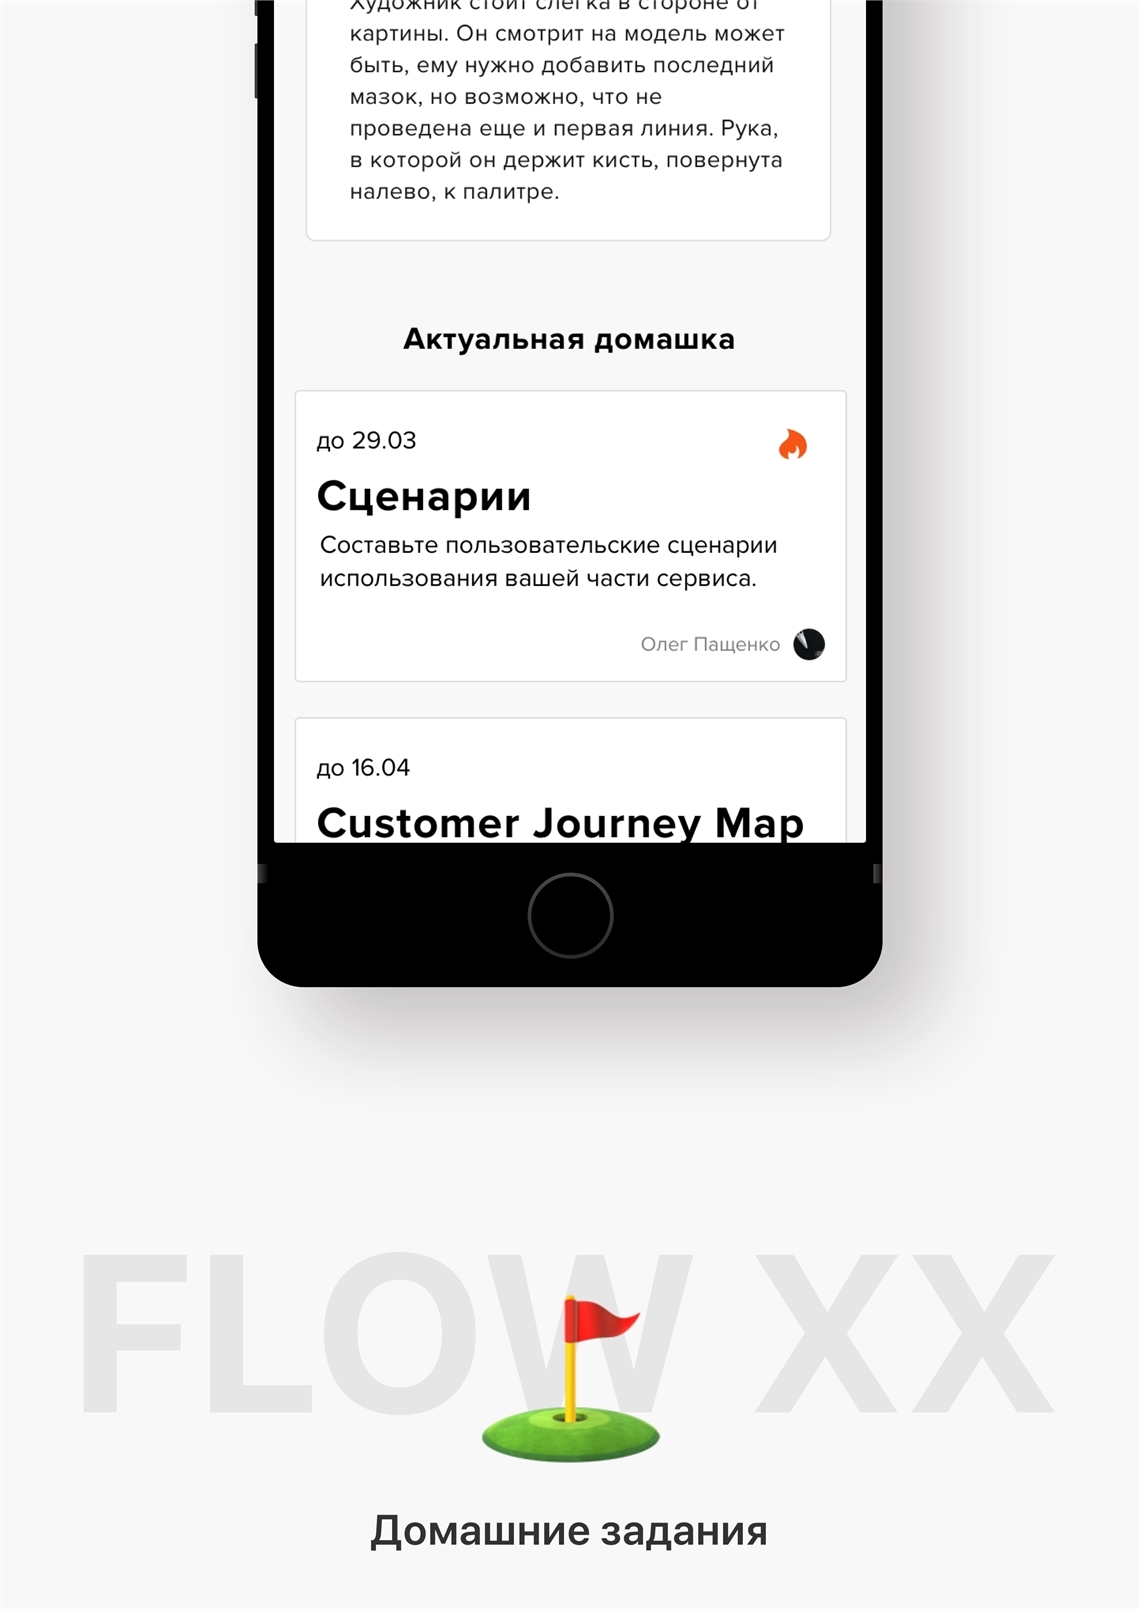 Художник стоит слегка в стороне от
картины. Он смотрит на модель может
быть, ему нужно добавить последний
мазок, но возможно, что не
проведена еще и первая линия. Рука,
в которой он держит кисть, повернута
налево, к палитре.
Актуальная домашка
до 29.03
Сценарии
Составьте пользовательские сценарии
использования вашей части сервиса.
Олег Пащенко
до 16.04
Customer Journey Map
FLOW XX
Домашние задания